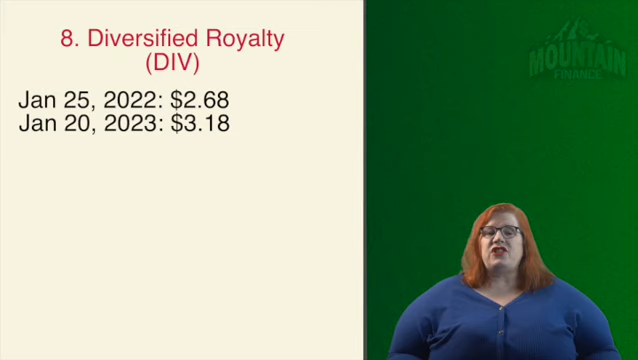 8. Diversified Royalty
(DIV)
Jan 25, 2022: $2.68
Jan 20, 2023: $3.18
MOUNTAIN
FINANCE